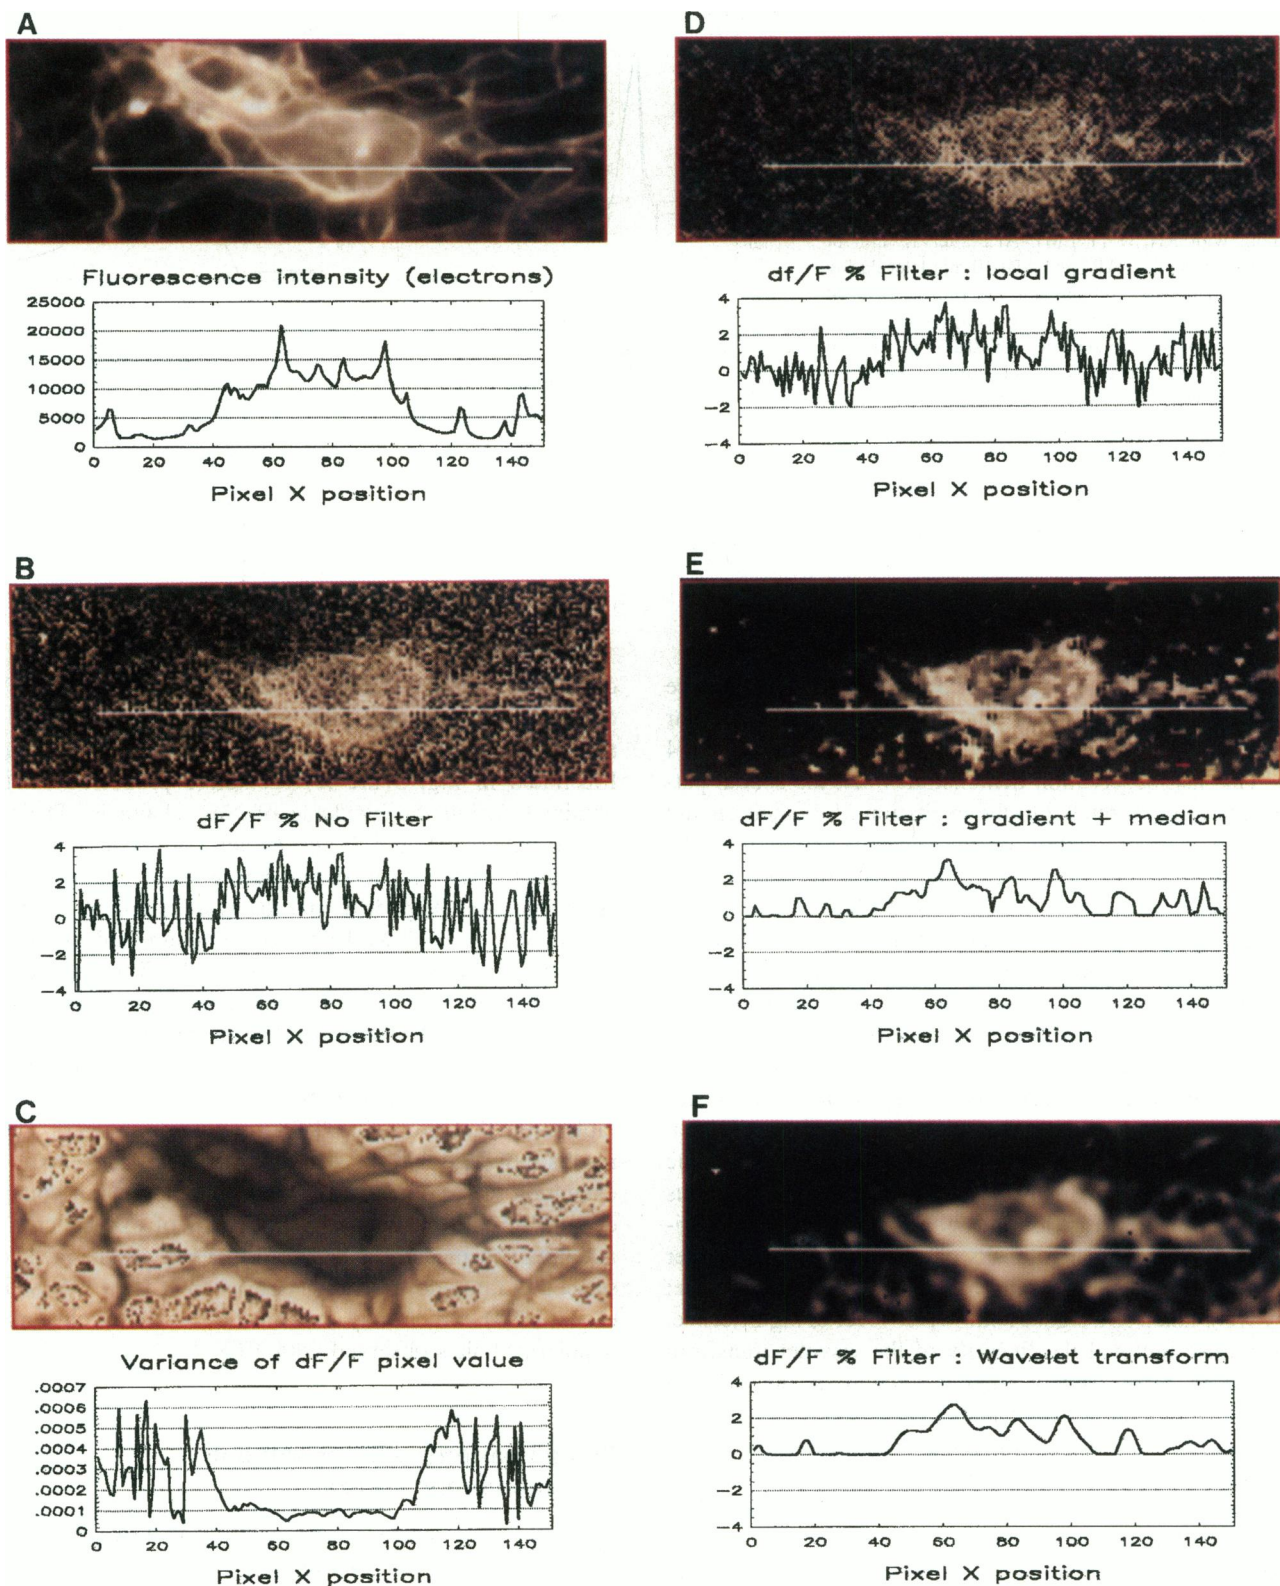 A
Fluorescence intensity (electrons)
25000
20000
15000
10000
5000
0
0 20 40 60 80 100 120 140
Pixel X position
B
dF/F % No Filter
4
2
0
−2
−4
0 20 40 60 80 100 120 140
Pixel X position
C
Variance of dF/F pixel value
.0007
.0006
.0005
.0004
.0003
.0002
.0001
0
0 20 40 60 80 100 120 140
Pixel X position
D
df/F % Filter : local gradient
4
2
0
−2
−4
0 20 40 60 80 100 120 140
Pixel X position
E
dF/F % Filter : gradient + median
4
2
0
−2
−4
0 20 40 60 80 100 120 140
Pixel X position
F
dF/F % Filter : Wavelet transform
4
2
0
−2
−4
0 20 40 60 80 100 120 140
Pixel X position